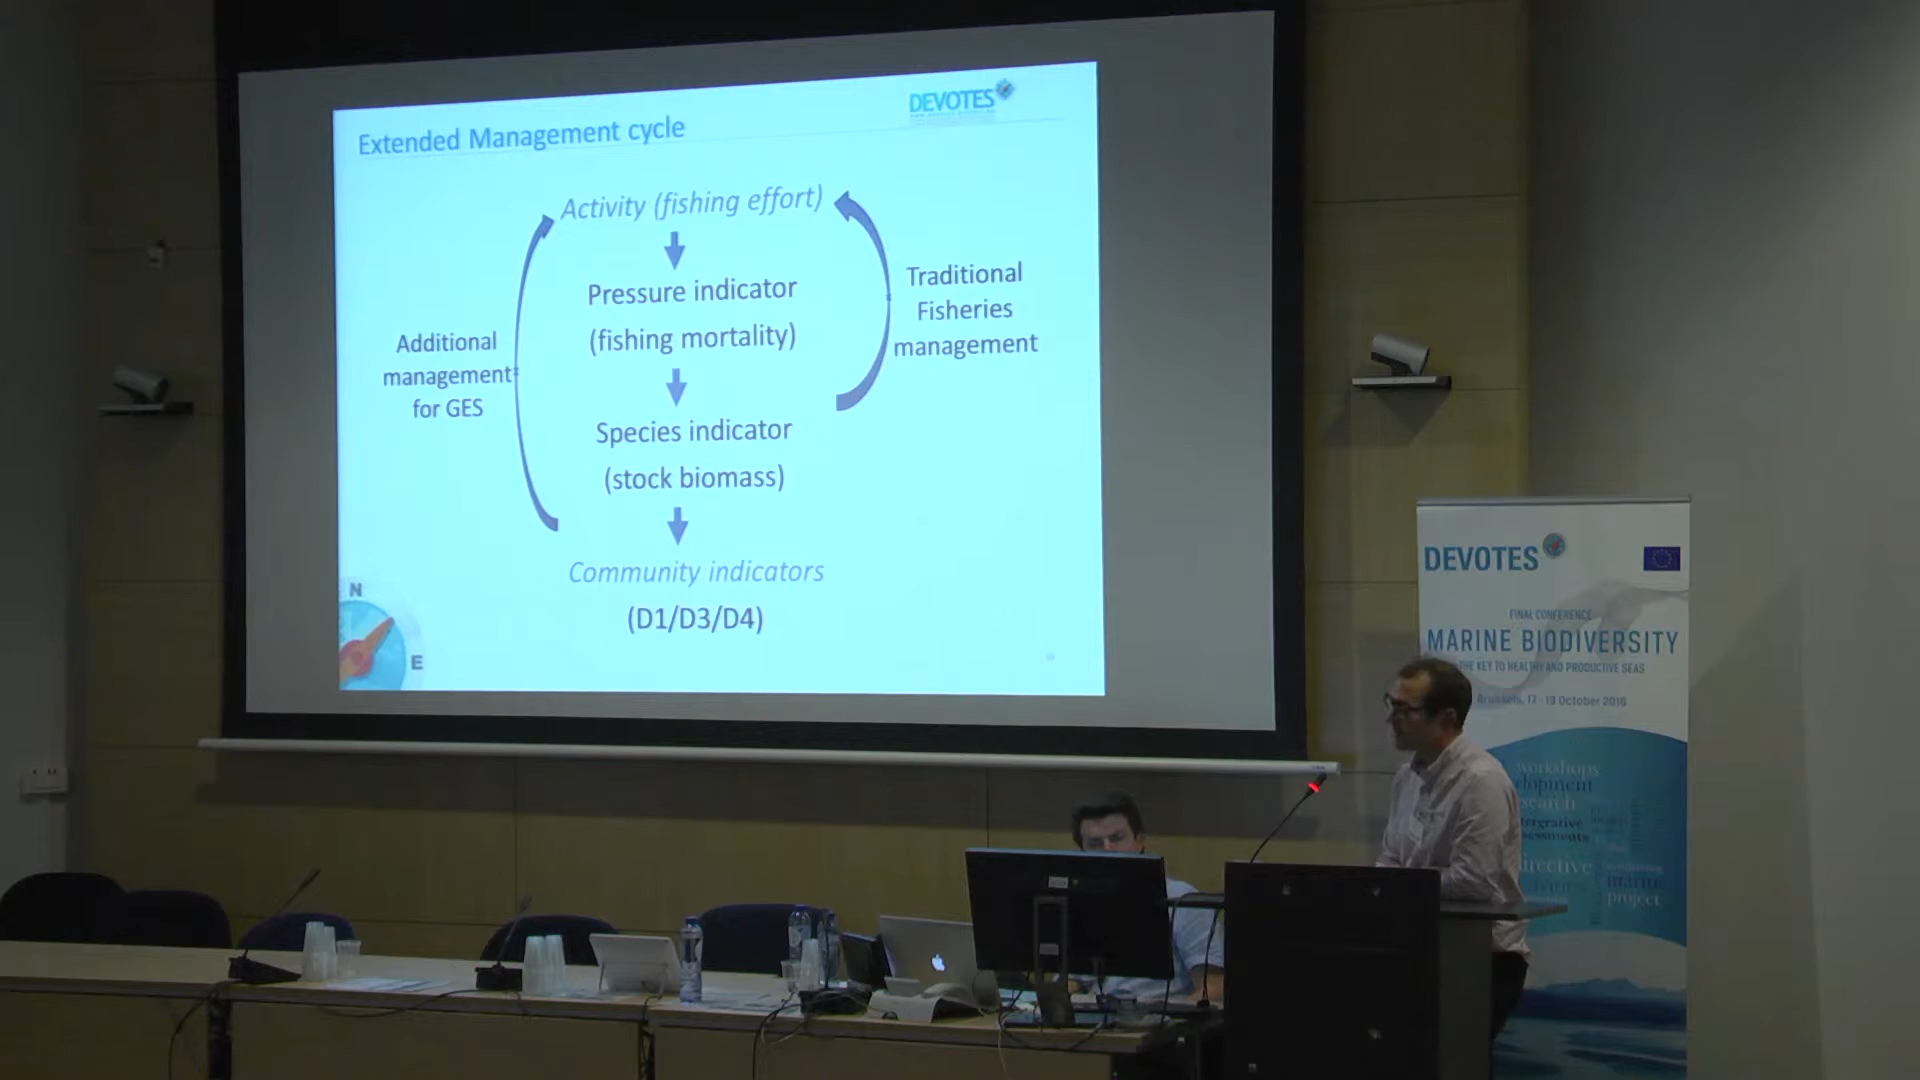 Extended Management cycle
DEVOTES
Activity (fishing effort)
Pressure indicator
(fishing mortality)
Species indicator
(stock biomass)
Community indicators
(D1/D3/D4)
Additional
management
for GES
Traditional
Fisheries
management
N
E
DEVOTES
FINAL CONFERENCE
MARINE BIODIVERSITY
THE KEY TO HEALTHY AND PRODUCTIVE SEAS
Brussels, 17 - 19 October 2016
workshops
directive
marine
project